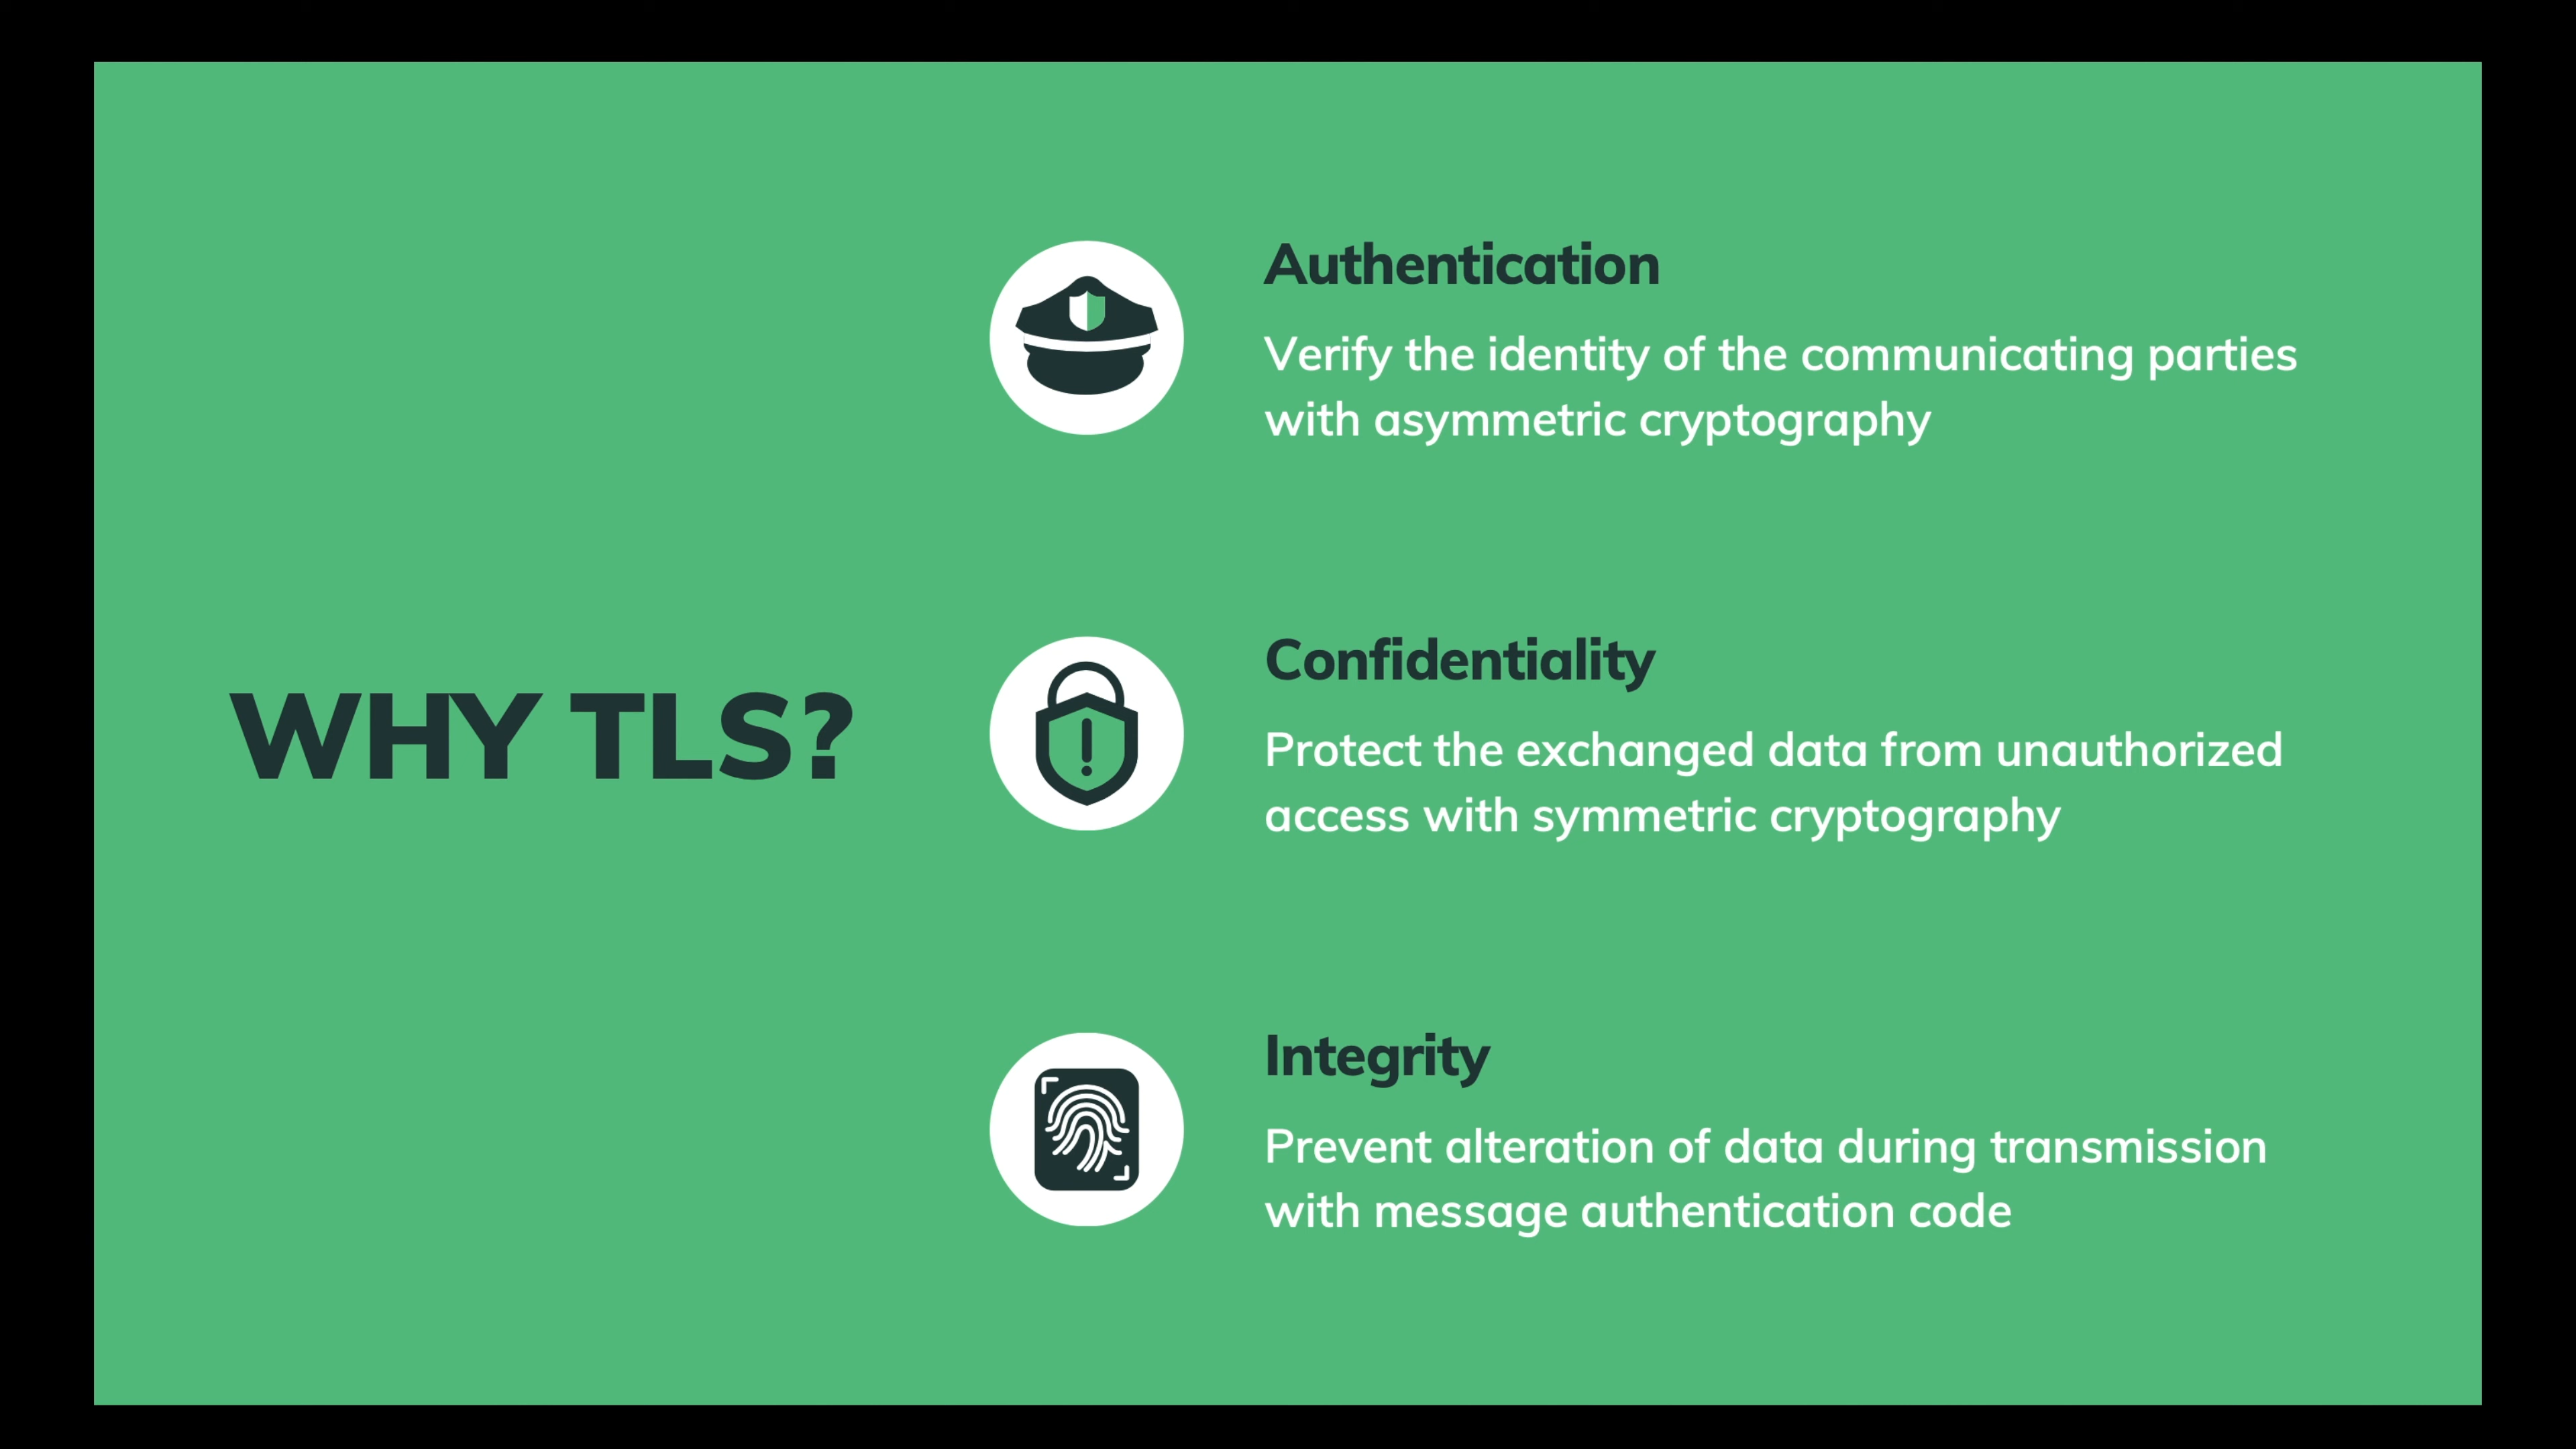 WHY TLS?
Authentication
Verify the identity of the communicating parties
with asymmetric cryptography
Confidentiality
Protect the exchanged data from unauthorized
access with symmetric cryptography
Integrity
Prevent alteration of data during transmission
with message authentication code